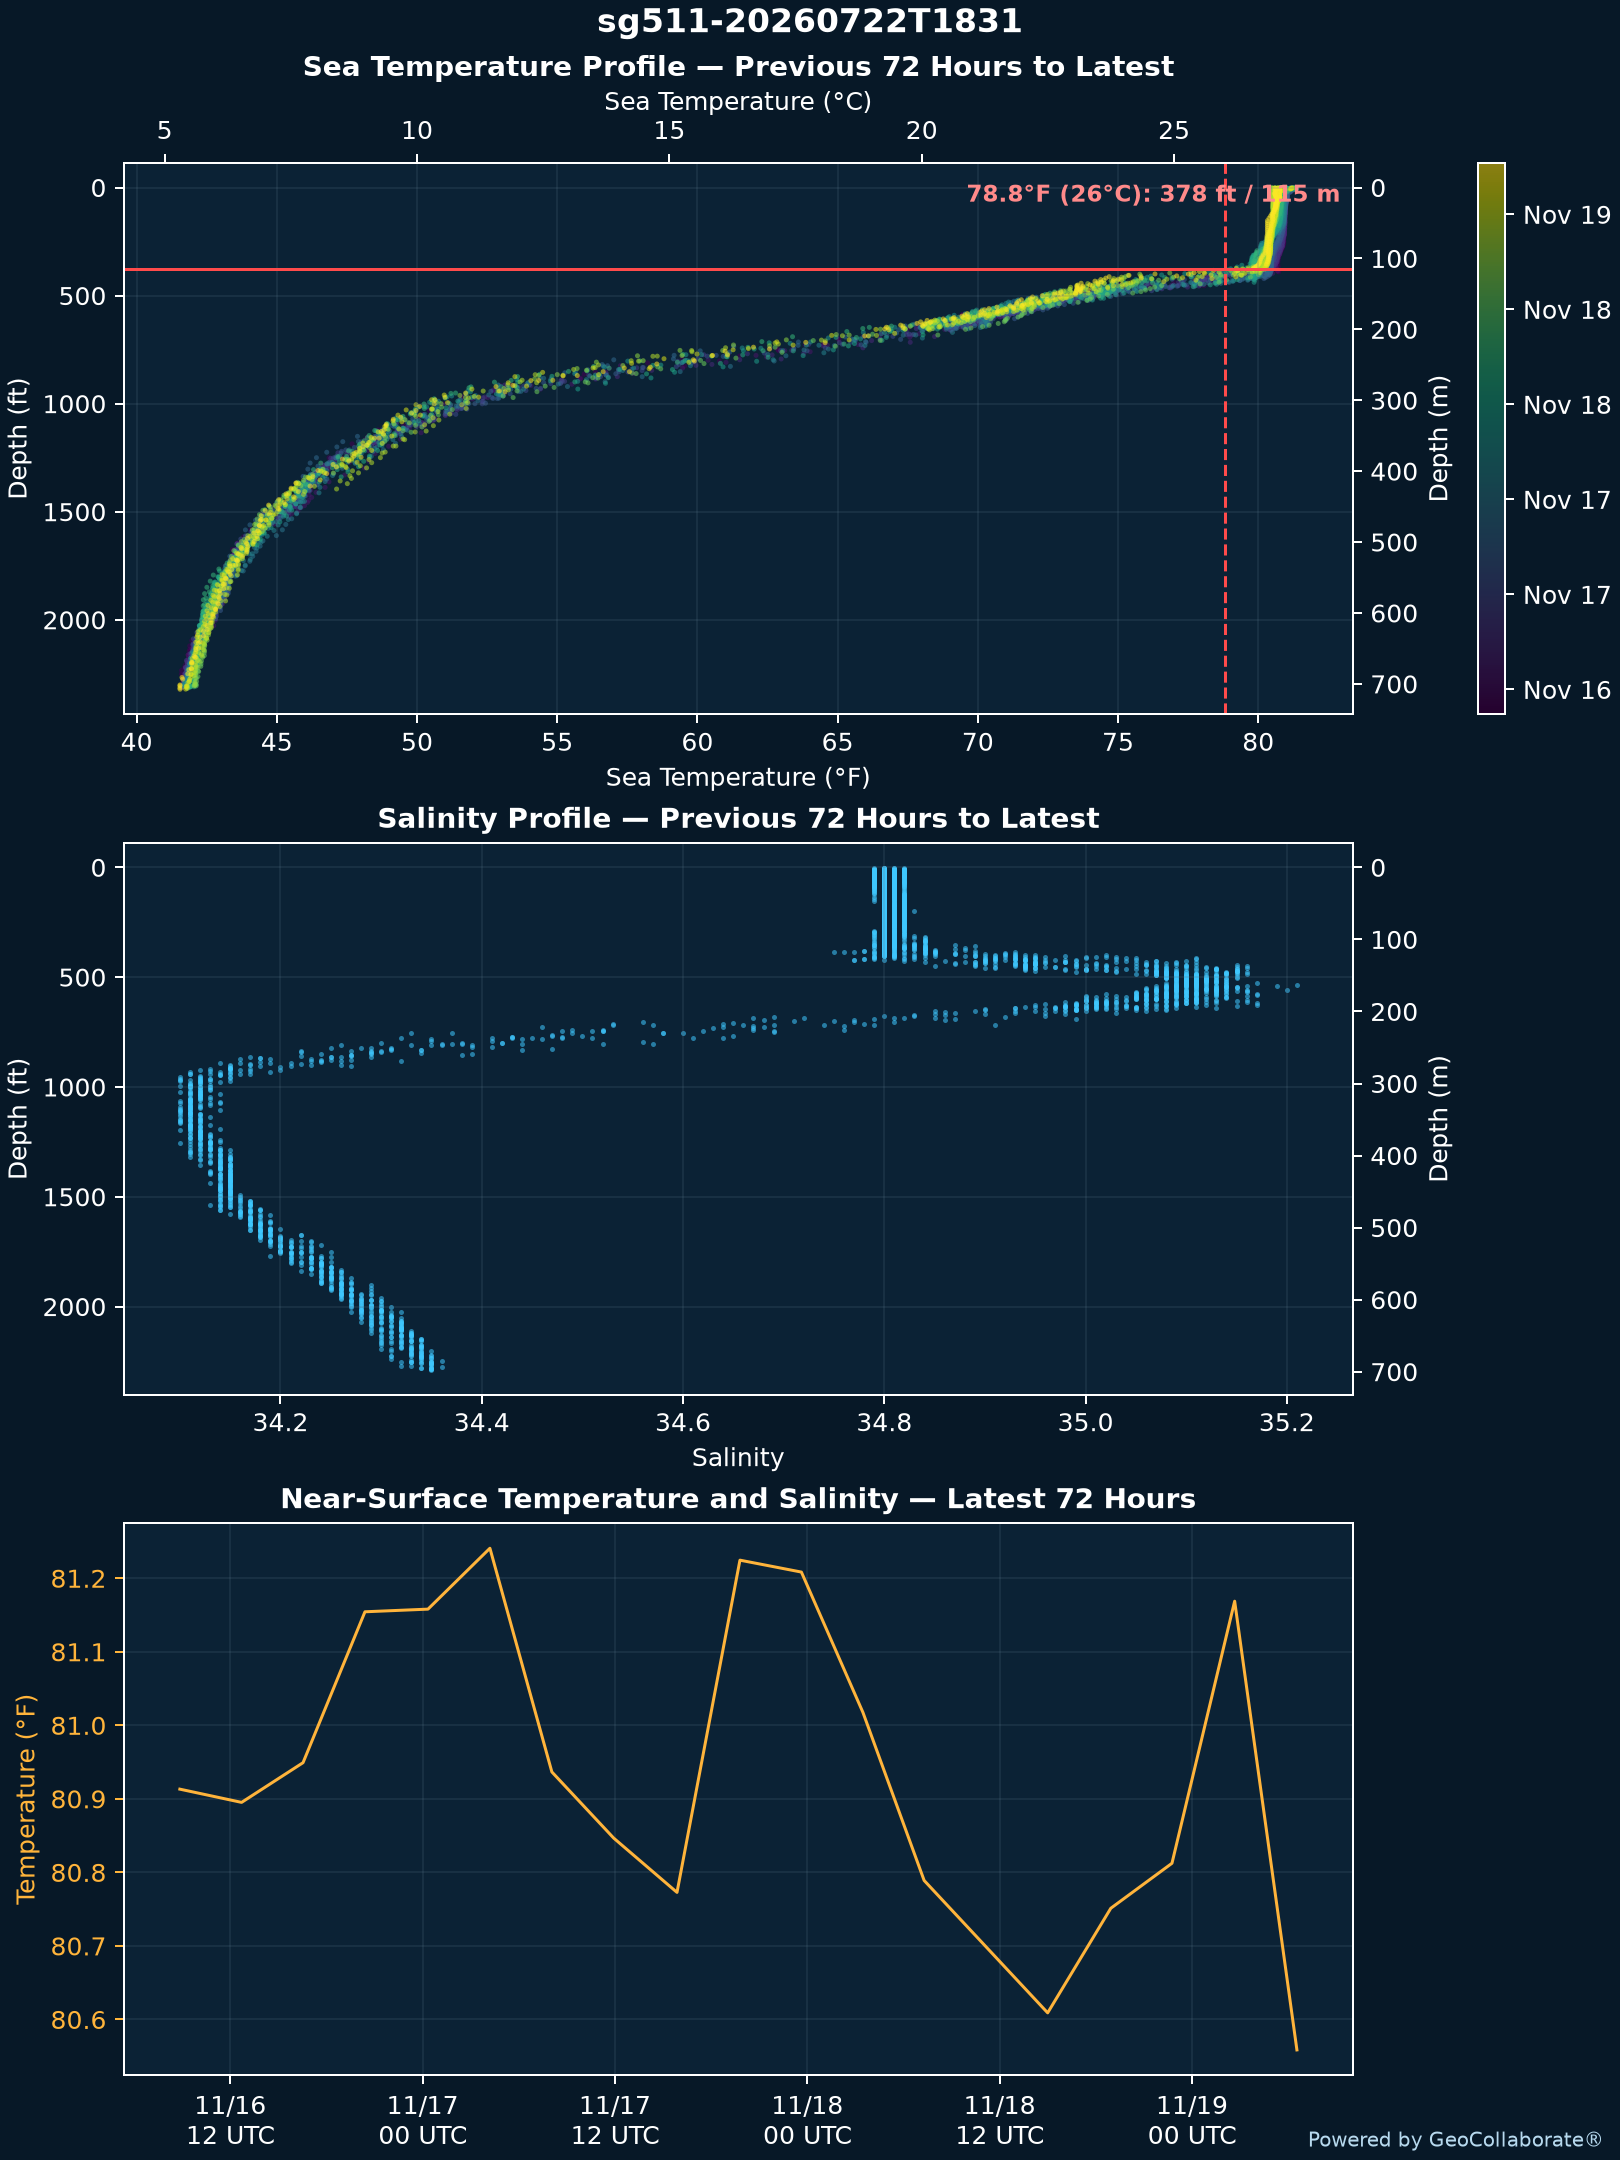 sg511-20260722T1831
Sea Temperature Profile — Previous 72 Hours to Latest
Sea Temperature (°C)
5 10 15 20 25
78.8°F (26°C): 378 ft / 115 m
Depth (ft)
0
500
1000
1500
2000
0
100
200
300
400
500
600
700
Depth (m)
Nov 19
Nov 18
Nov 18
Nov 17
Nov 17
Nov 16
40 45 50 55 60 65 70 75 80
Sea Temperature (°F)
Salinity Profile — Previous 72 Hours to Latest
Depth (ft)
0
500
1000
1500
2000
0
100
200
300
400
500
600
700
Depth (m)
34.2 34.4 34.6 34.8 35.0 35.2
Salinity
Near-Surface Temperature and Salinity — Latest 72 Hours
Temperature (°F)
81.2
81.1
81.0
80.9
80.8
80.7
80.6
11/16 11/17 11/17 11/18 11/18 11/19
12 UTC 00 UTC 12 UTC 00 UTC 12 UTC 00 UTC
Powered by GeoCollaborate®